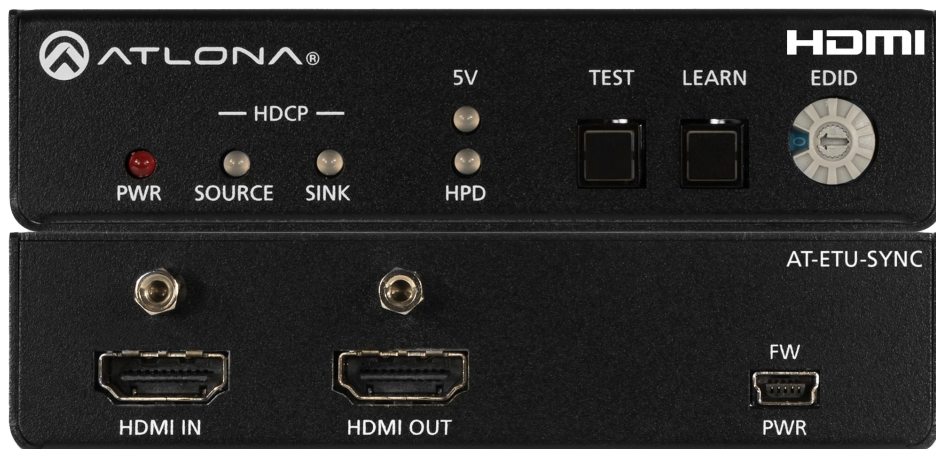 ATLONA®
HDMI
5V
TEST
LEARN
EDID
HDCP
0
PWR
SOURCE
SINK
HPD
AT-ETU-SYNC
FW
HDMI IN
HDMI OUT
PWR